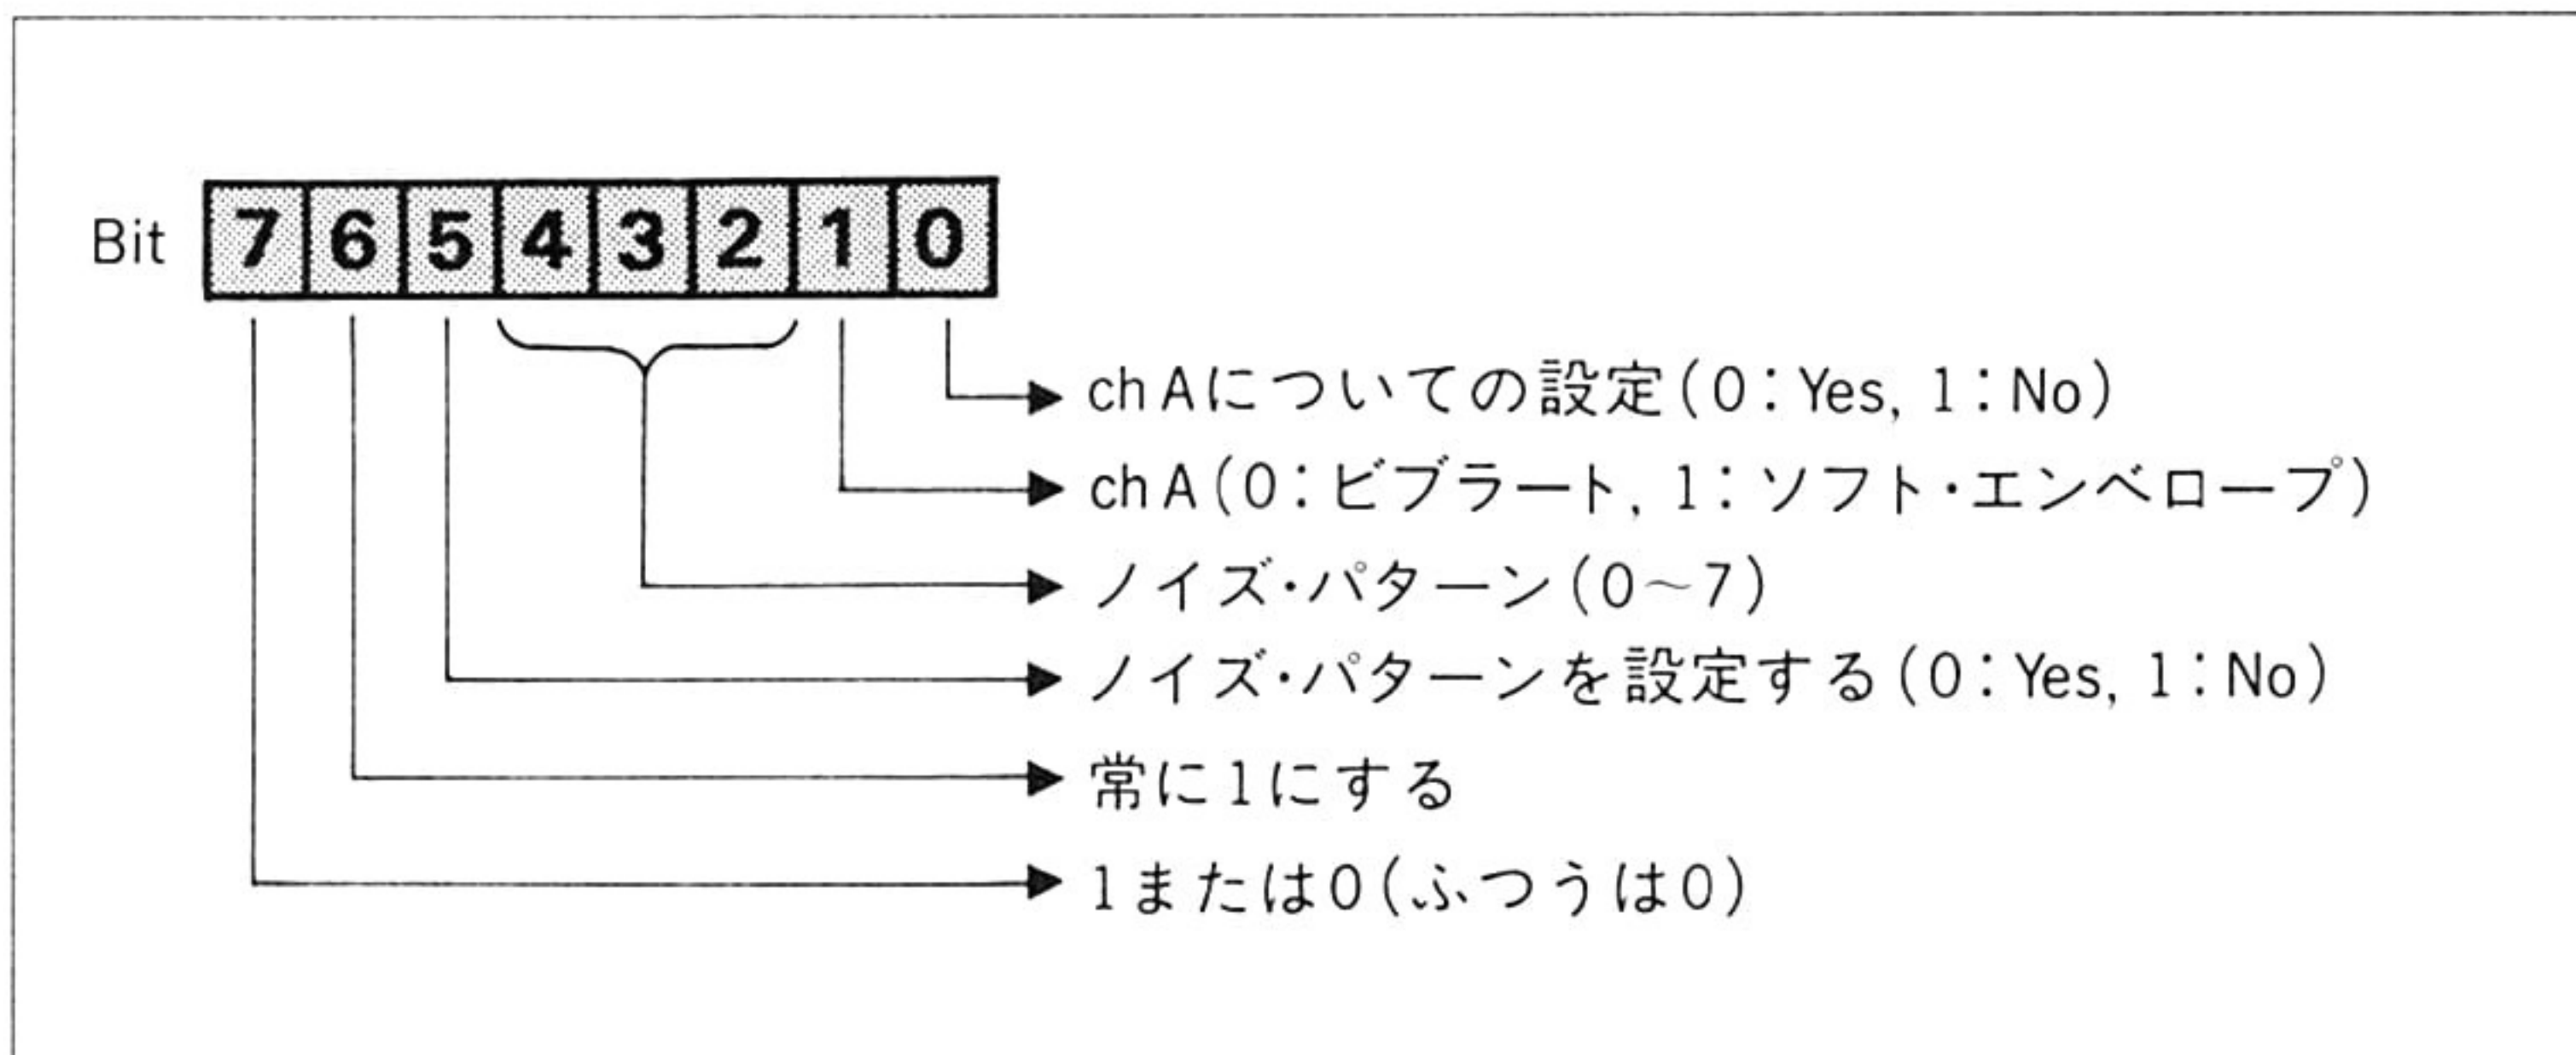 Bit 7 6 5 4 3 2 1 0
chAについての設定(0:Yes, 1:No)
chA(0:ビブラート, 1:ソフト・エンベロープ)
ノイズ・パターン(0~7)
ノイズ・パターンを設定する(0:Yes, 1:No)
常に1にする
1または0(ふつうは0)